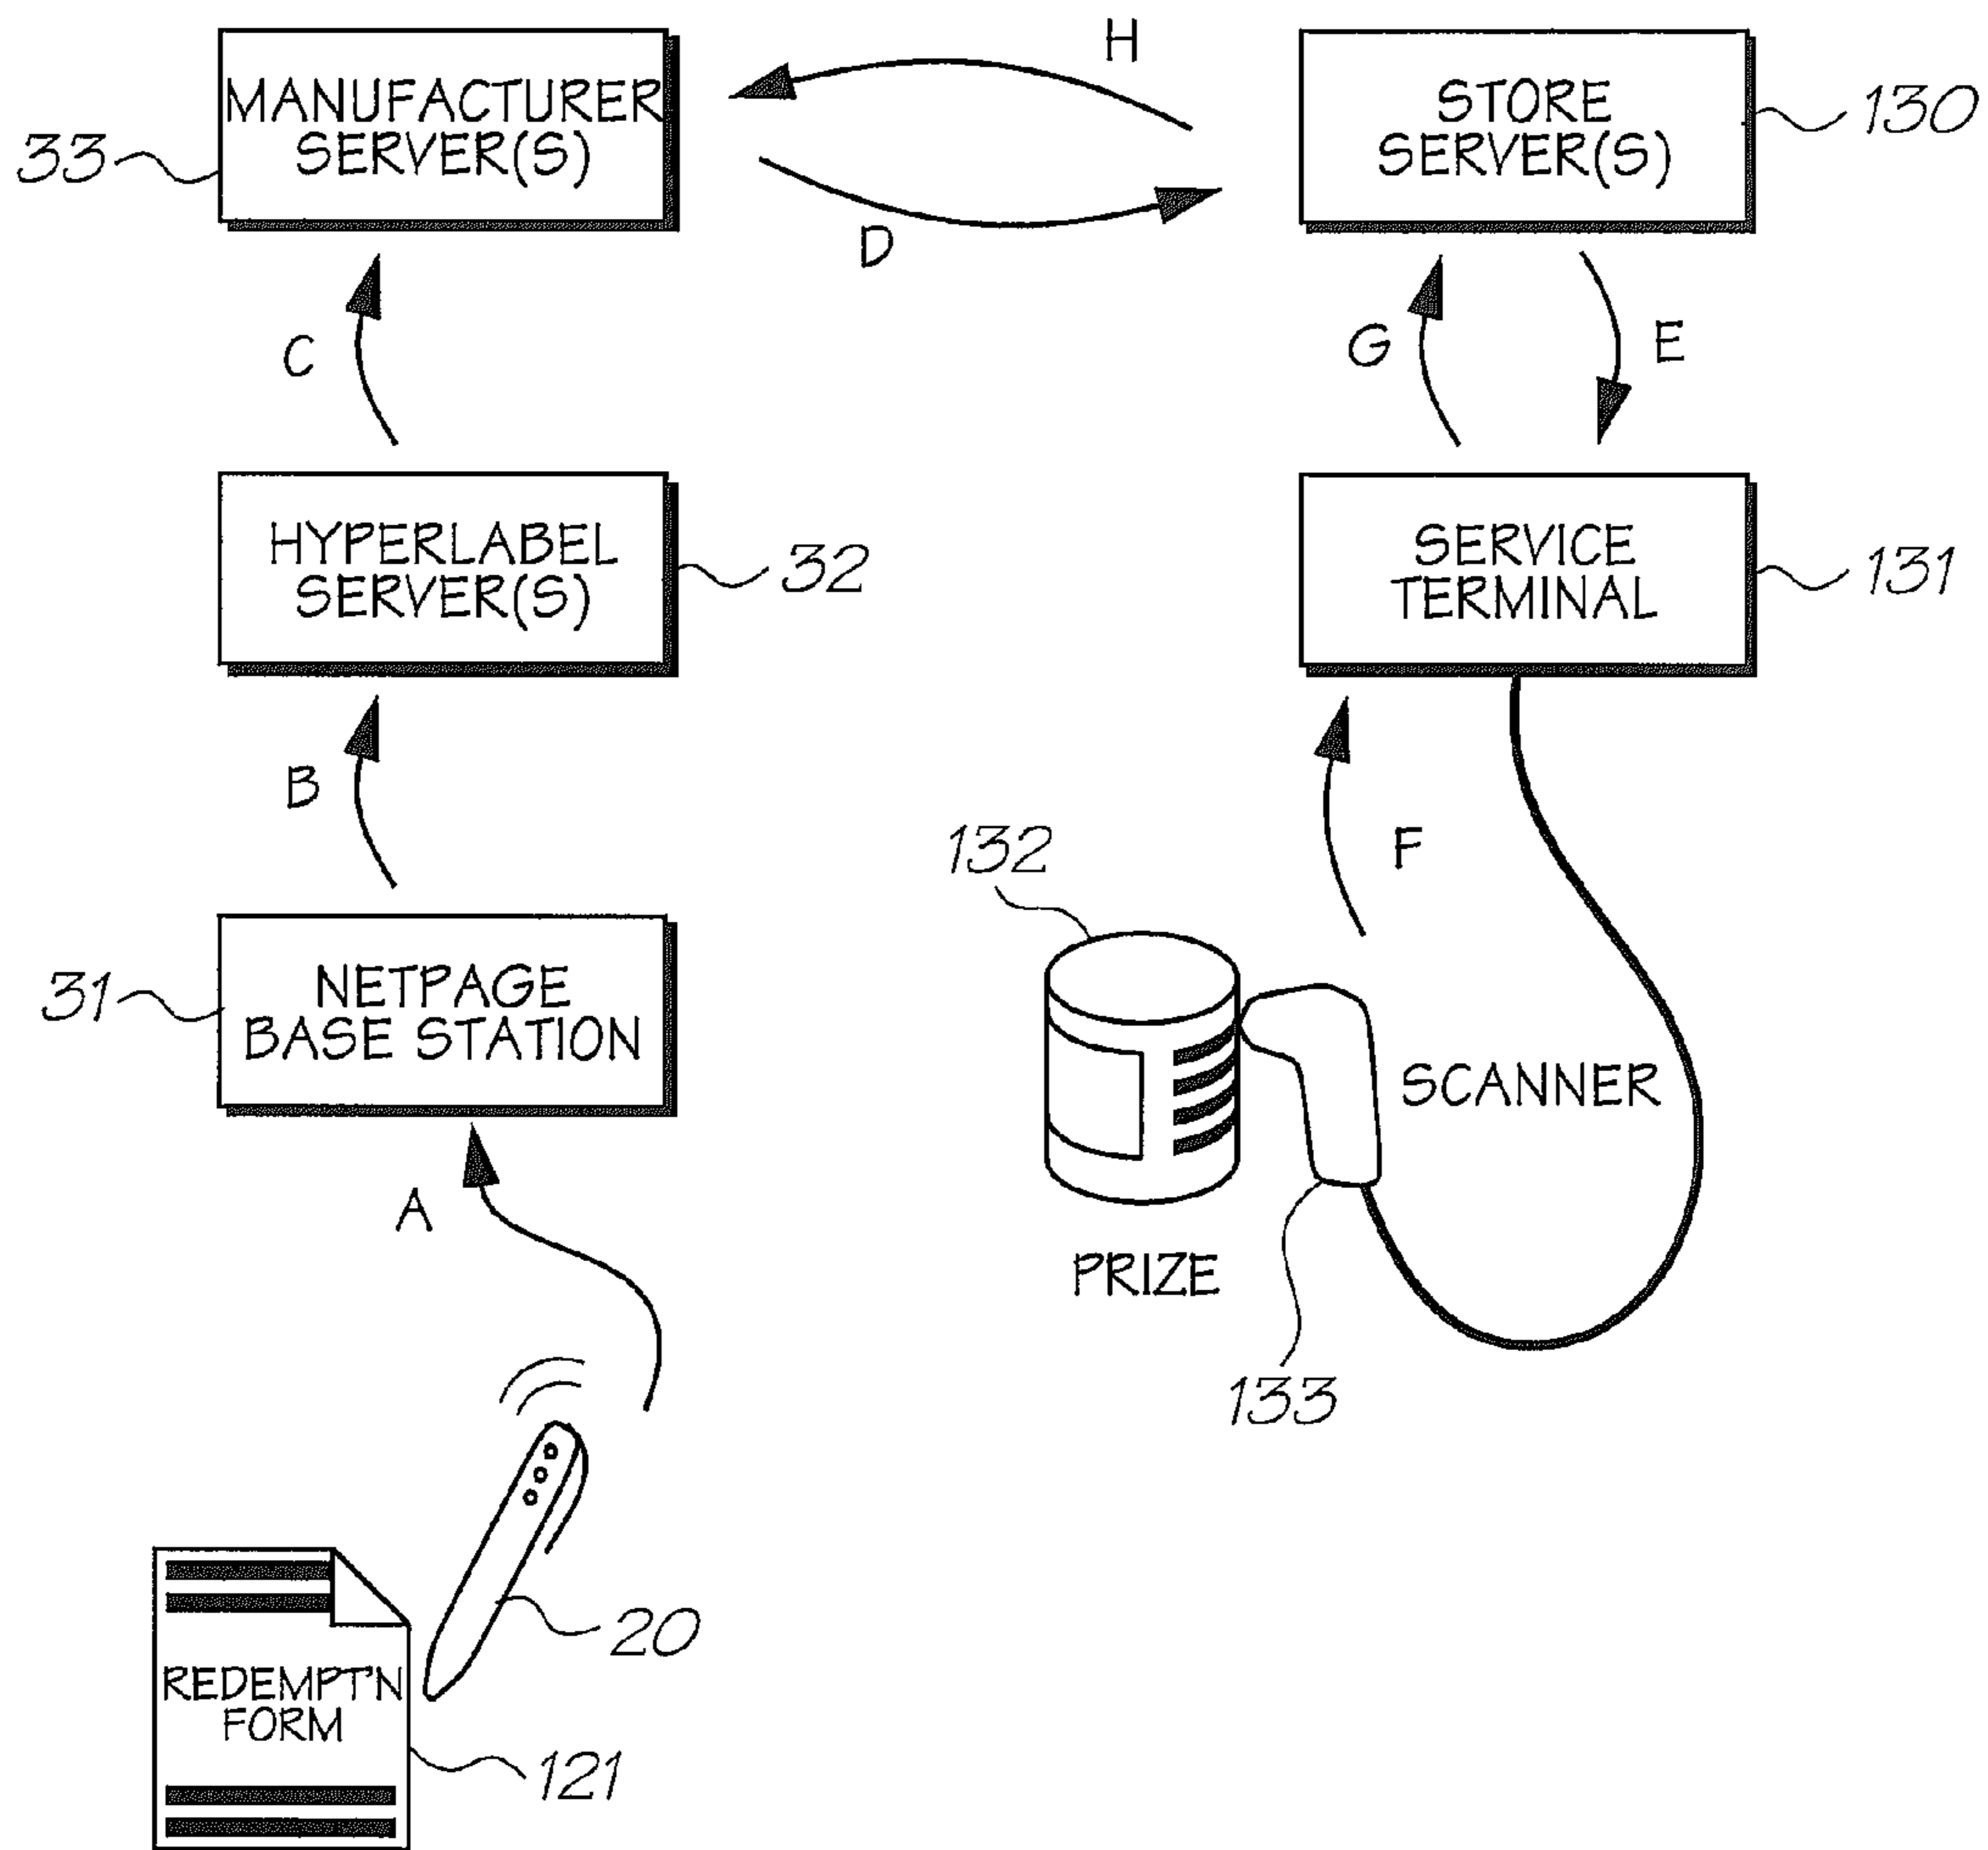 H
MANUFACTURER
SERVER(S)
33
STORE
SERVER(S)
130
D
C
G
E
HYPERLABEL
SERVER(S)
32
SERVICE
TERMINAL
131
B
F
132
31
NETPAGE
BASE STATION
SCANNER
A
PRIZE
133
20
REDEMPT'N
FORM
121